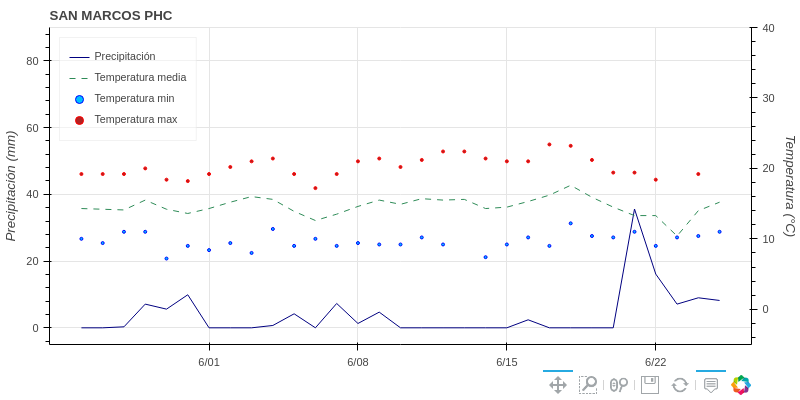 SAN MARCOS PHC
Precipitación
Temperatura media
Temperatura min
Temperatura max
Precipitación (mm)
80
60
40
20
0
Temperatura (°C)
40
30
20
10
0
6/01
6/08
6/15
6/22